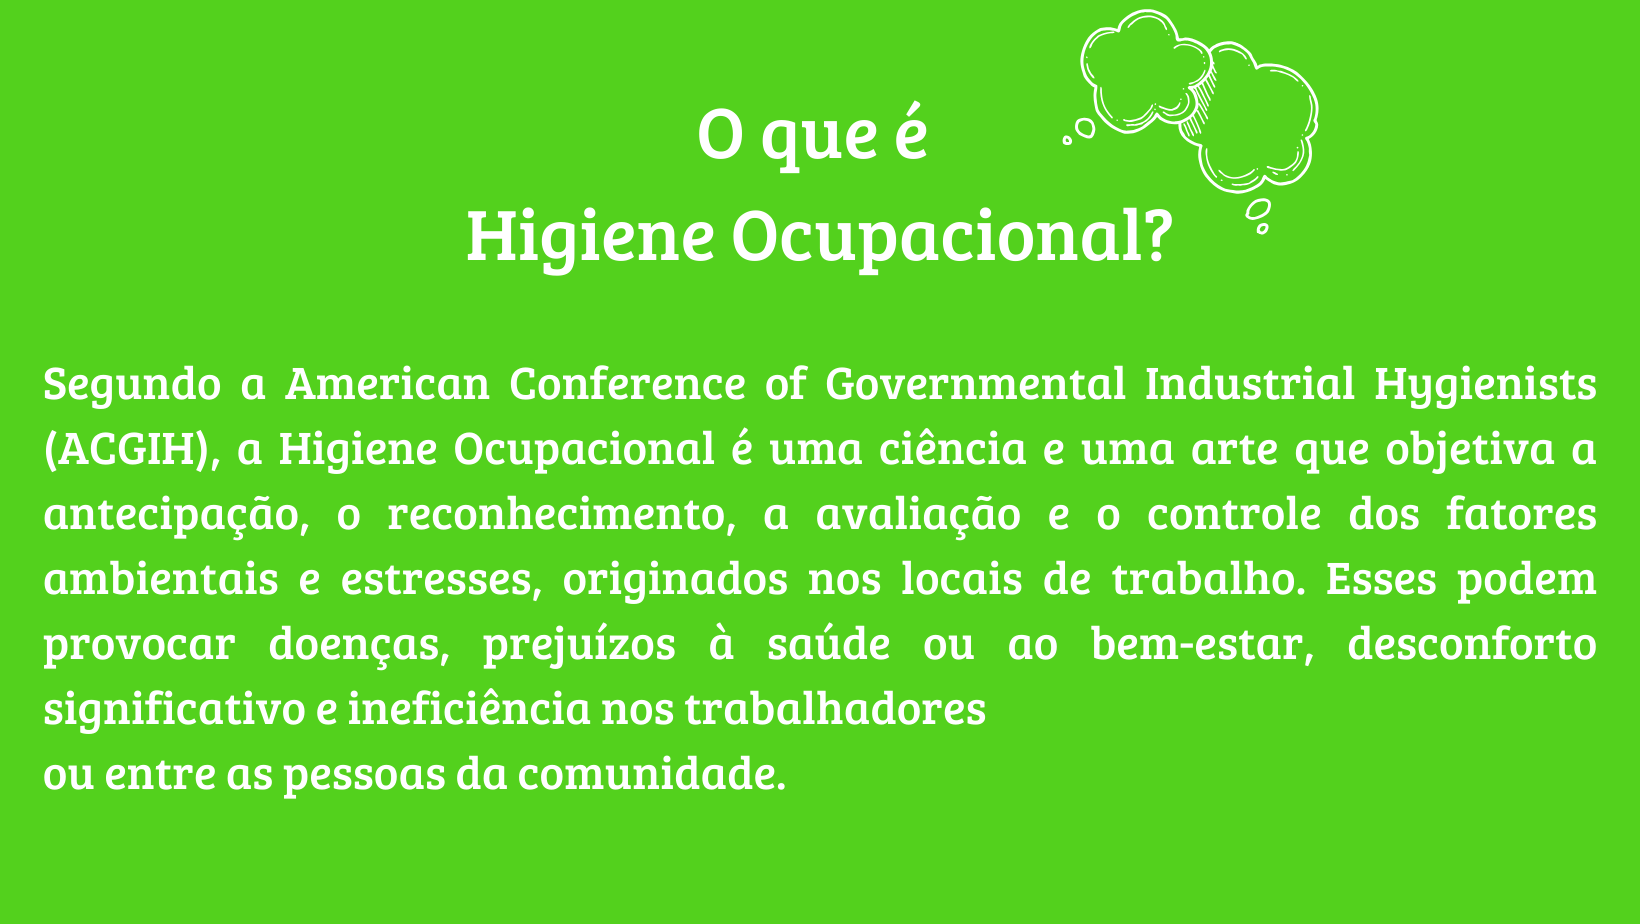 O que é
Higiene Ocupacional?
Segundo a American Conference of Governmental Industrial Hygienists
(ACGIH), a Higiene Ocupacional é uma ciência e uma arte que objetiva a
antecipação, o reconhecimento, a avaliação e o controle dos fatores
ambientais e estresses, originados nos locais de trabalho. Esses podem
provocar doenças, prejuízos à saúde ou ao bem-estar, desconforto
significativo e ineficiência nos trabalhadores
ou entre as pessoas da comunidade.